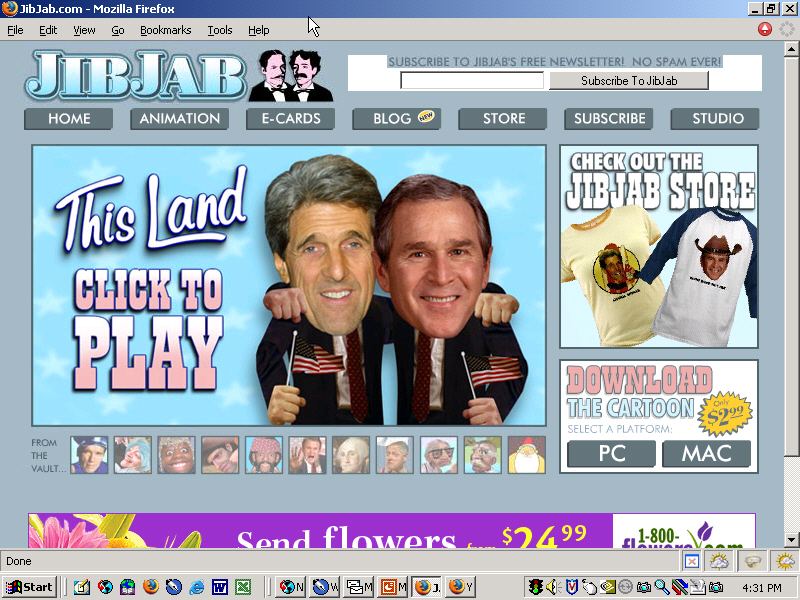 JibJab.com - Mozilla Firefox
File Edit View Go Bookmarks Tools Help
JIBJAB
SUBSCRIBE TO JIBJAB'S FREE NEWSLETTER! NO SPAM EVER!
Subscribe To JibJab
HOME ANIMATION E-CARDS BLOG NEW STORE SUBSCRIBE STUDIO
This Land
CLICK TO
PLAY
CHECK OUT THE
JIBJAB STORE
DOWNLOAD
THE CARTOON
Only
$2.99
SELECT A PLATFORM:
PC MAC
FROM
THE
VAULT...
Send flowers from $24.99
1-800-
flowers.com
Done
Start
N W M M J. Y
4:31 PM